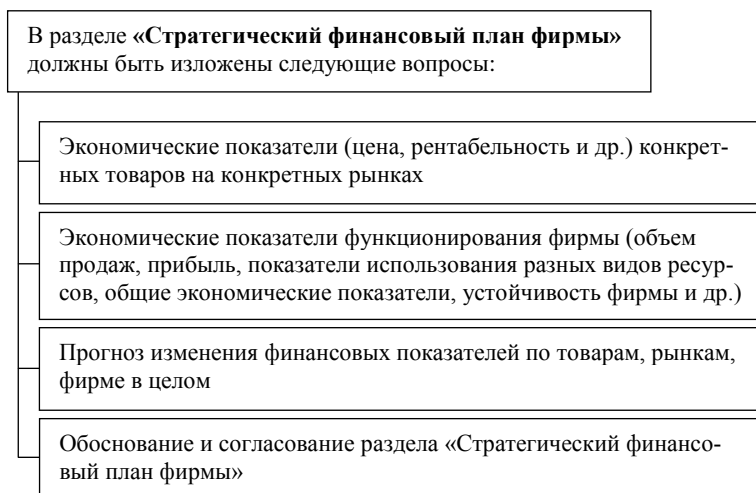 В разделе «Стратегический финансовый план фирмы»
должны быть изложены следующие вопросы:
Экономические показатели (цена, рентабельность и др.) конкрет-
ных товаров на конкретных рынках
Экономические показатели функционирования фирмы (объем
продаж, прибыль, показатели использования разных видов ресур-
сов, общие экономические показатели, устойчивость фирмы и др.)
Прогноз изменения финансовых показателей по товарам, рынкам,
фирме в целом
Обоснование и согласование раздела «Стратегический финансо-
вый план фирмы»